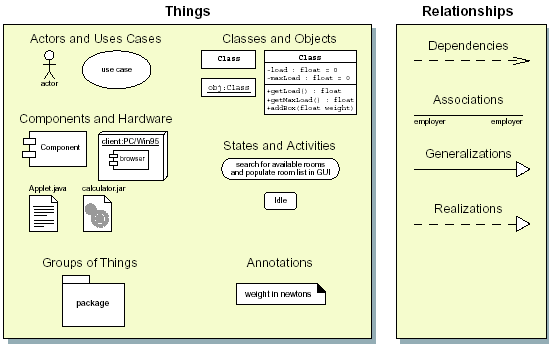 Things
Relationships
Actors and Uses Cases
actor
use case
Classes and Objects
Class
obj:Class
Class
-load : float = 0
-maxLoad : float = 0
+getLoad() : float
+getMaxLoad() : float
+addBox(float weight)
Components and Hardware
Component
client:PC/Win95
browser
Applet.java
calculator.jar
States and Activities
search for available rooms
and populate room list in GUI
Idle
Groups of Things
package
Annotations
weight in newtons
Dependencies
Associations
employer employer
Generalizations
Realizations